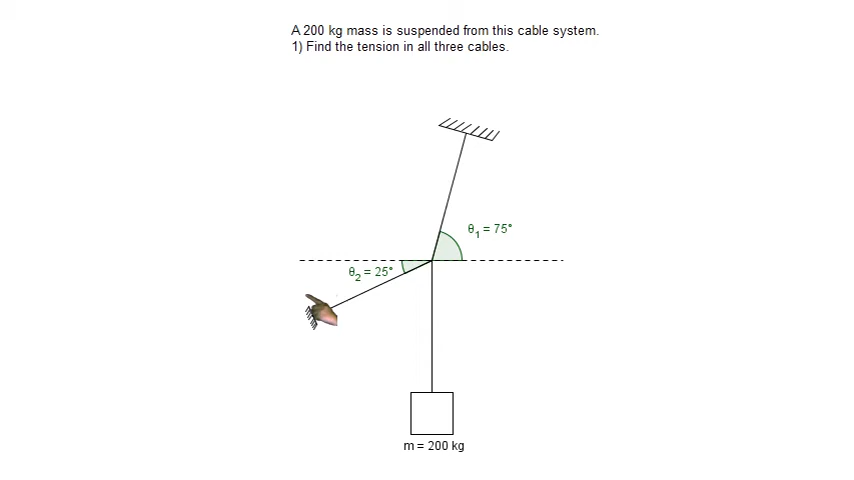 A 200 kg mass is suspended from this cable system.
1) Find the tension in all three cables.
θ₁ = 75°
θ₂ = 25°
m = 200 kg